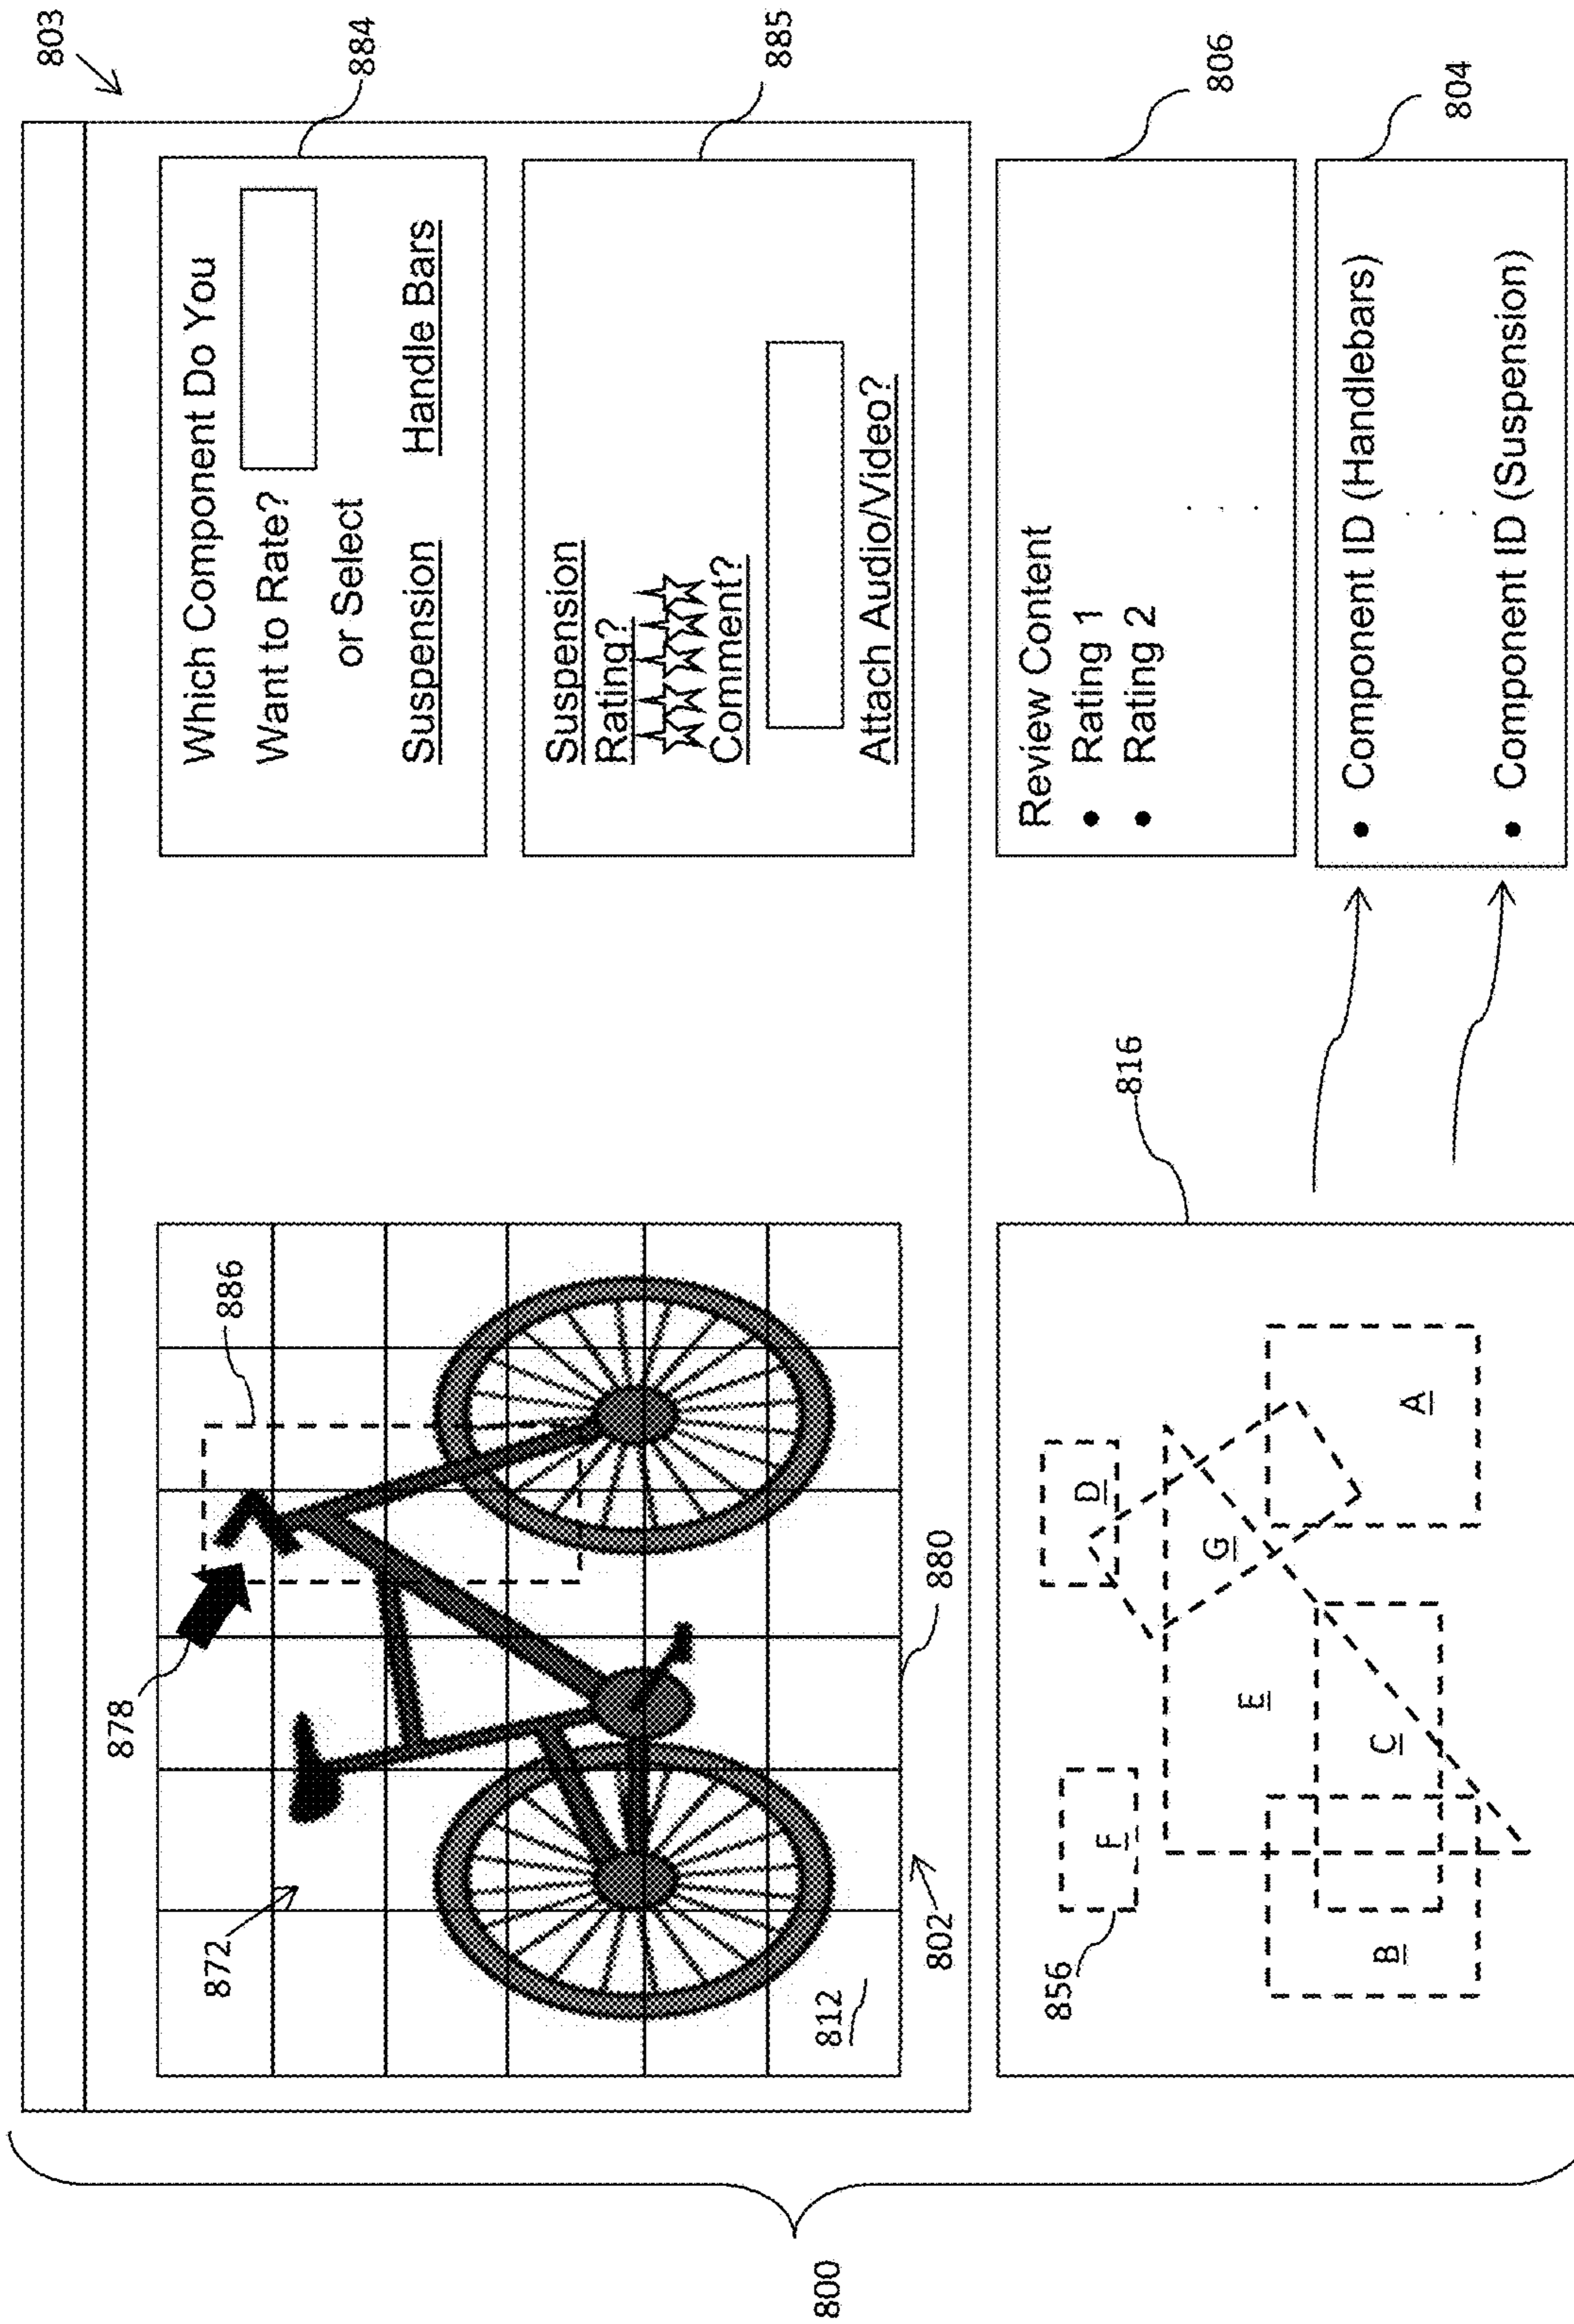 803
878
886
872
812
802
880
Which Component Do You
Want to Rate?
or Select
Suspension Handle Bars
884
Suspension
Rating?
Comment?
Attach Audio/Video?
885
800
856
F
D
G
E
C
B
A
816
Review Content
• Rating 1
• Rating 2
806
• Component ID (Handlebars)
• Component ID (Suspension)
804